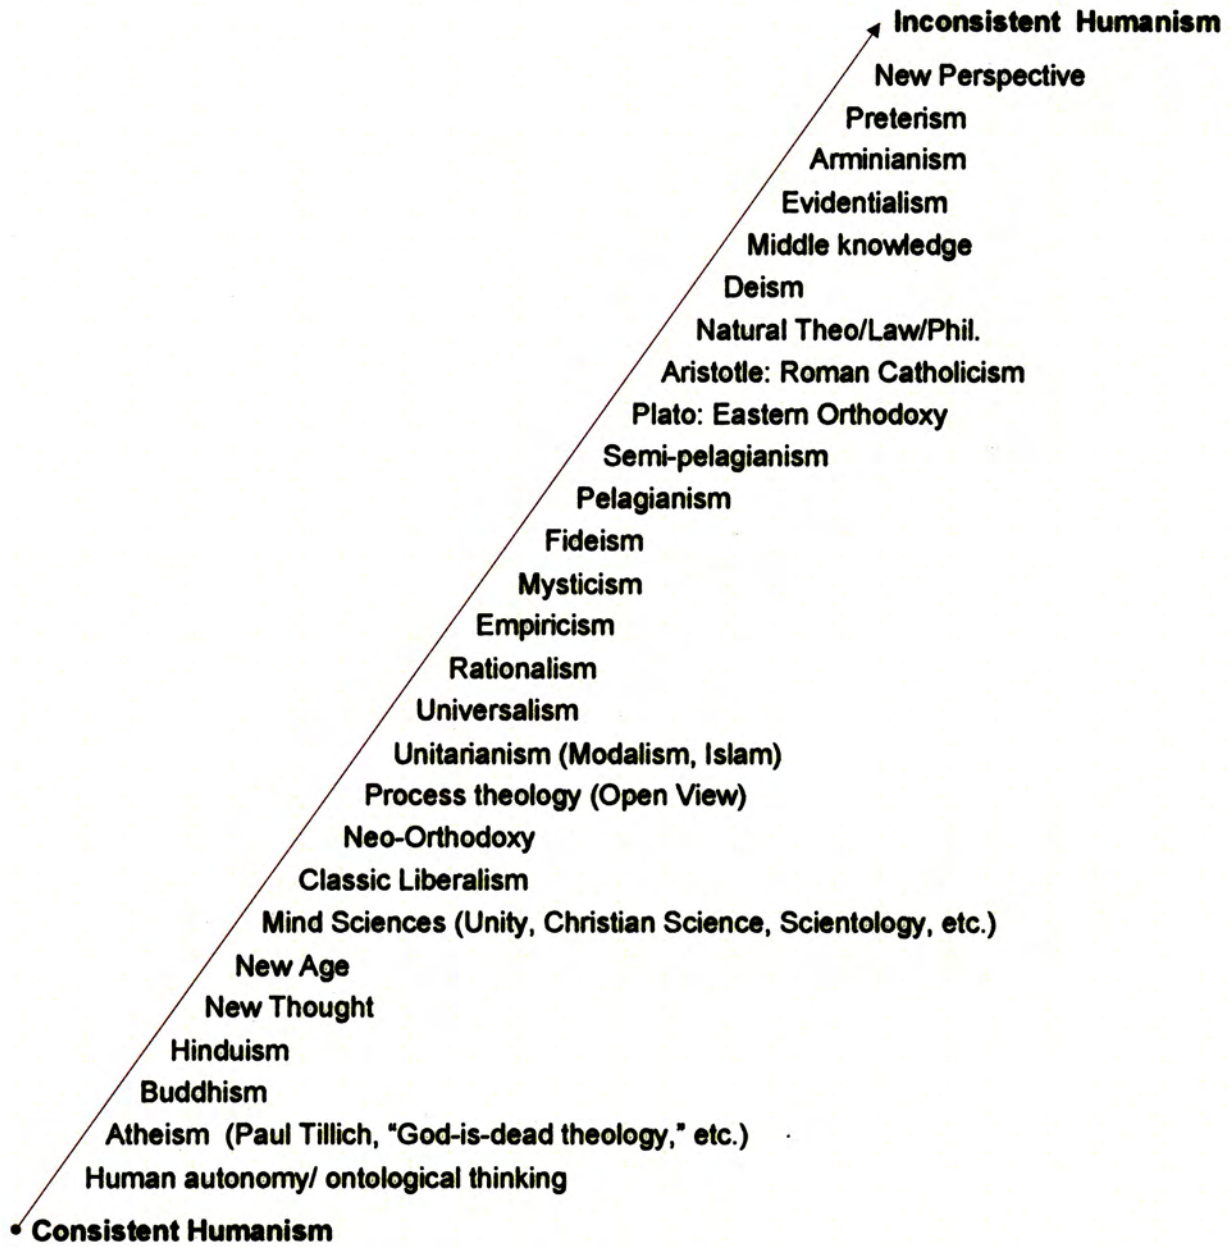 Inconsistent Humanism
New Perspective
Preterism
Arminianism
Evidentialism
Middle knowledge
Deism
Natural Theo/Law/Phil.
Aristotle: Roman Catholicism
Plato: Eastern Orthodoxy
Semi-pelagianism
Pelagianism
Fideism
Mysticism
Empiricism
Rationalism
Universalism
Unitarianism (Modalism, Islam)
Process theology (Open View)
Neo-Orthodoxy
Classic Liberalism
Mind Sciences (Unity, Christian Science, Scientology, etc.)
New Age
New Thought
Hinduism
Buddhism
Atheism (Paul Tillich, "God-is-dead theology," etc.)
Human autonomy/ ontological thinking
• Consistent Humanism